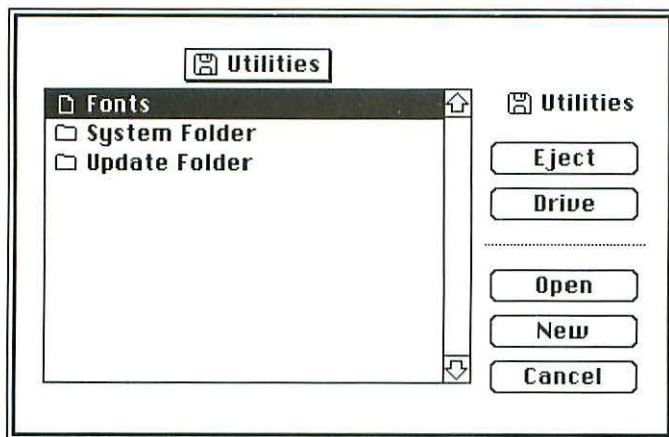 Utilities
Fonts
System Folder
Update Folder
Utilities
Eject
Drive
Open
New
Cancel